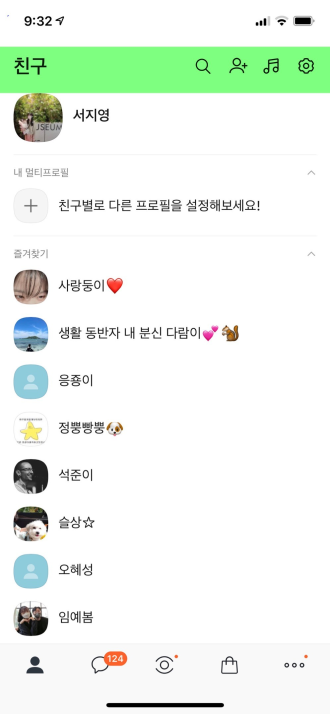 9:32
친구
서지영
내 멀티프로필
친구별로 다른 프로필을 설정해보세요!
즐겨찾기
사랑둥이❤️
생활 동반자 내 분신 다람이💕🐿️
응죵이
정뿡빵뿡🐶
석준이
슬상☆
오혜성
임예봄
124